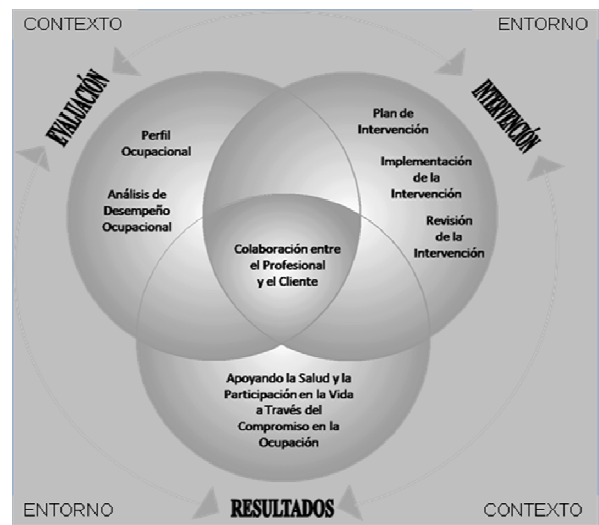 CONTEXTO
ENTORNO
EVALUACIÓN
INTERVENCIÓN
Perfil
Ocupacional
Análisis de
Desempeño
Ocupacional
Plan de
Intervención
Implementación
de la
Intervención
Revisión
de la
Intervención
Colaboración entre
el Profesional
y el Cliente
Apoyando la Salud y la
Participación en la Vida
a Través del
Compromiso en la
Ocupación
ENTORNO
RESULTADOS
CONTEXTO